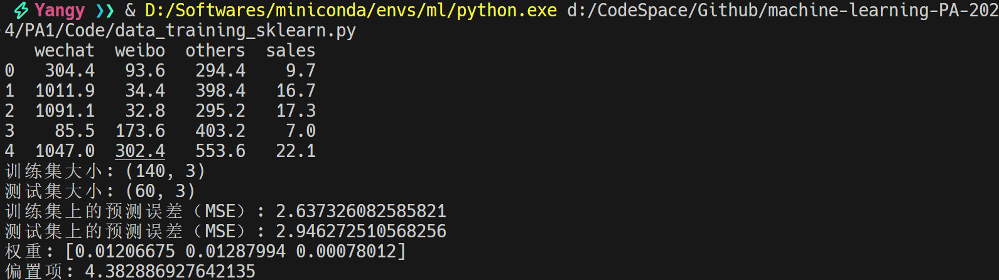 Yangy ❯❯ & D:/Softwares/miniconda/envs/ml/python.exe d:/CodeSpace/Github/machine-learning-PA-202
4/PA1/Code/data_training_sklearn.py
   wechat  weibo  others  sales
0   304.4   93.6   294.4    9.7
1  1011.9   34.4   398.4   16.7
2  1091.1   32.8   295.2   17.3
3    85.5  173.6   403.2    7.0
4  1047.0  302.4   553.6   22.1
训练集大小: (140, 3)
测试集大小: (60, 3)
训练集上的预测误差（MSE）: 2.637326082585821
测试集上的预测误差（MSE）: 2.946272510568256
权重: [0.01206675 0.01287994 0.00078012]
偏置项: 4.382886927642135